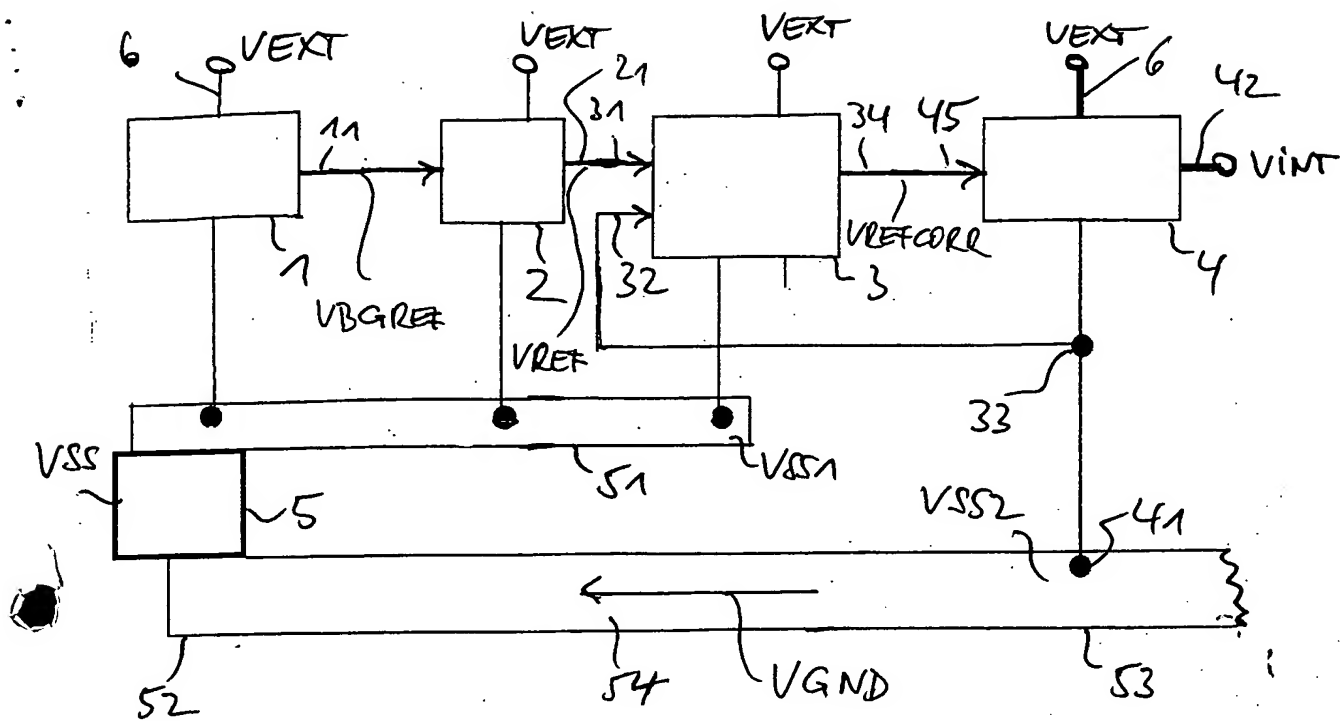 6 VEXT VEXT VEXT VEXT 6
21 31 42
11 34 45
VINT
1 2 32 VREFCORR 3 4
VBGREF VREF
33
VSS 51 VSS1
5 VSS2 41
52 54 VGND 53